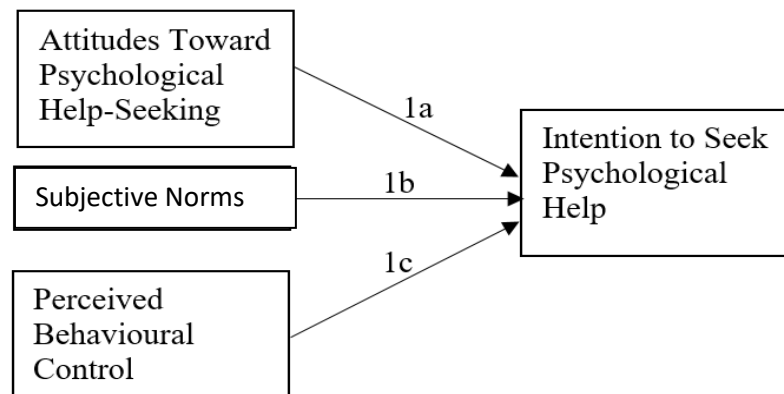 Attitudes Toward
Psychological
Help-Seeking
1a
Intention to Seek
Psychological
Help
Subjective Norms
1b
1c
Perceived
Behavioural
Control